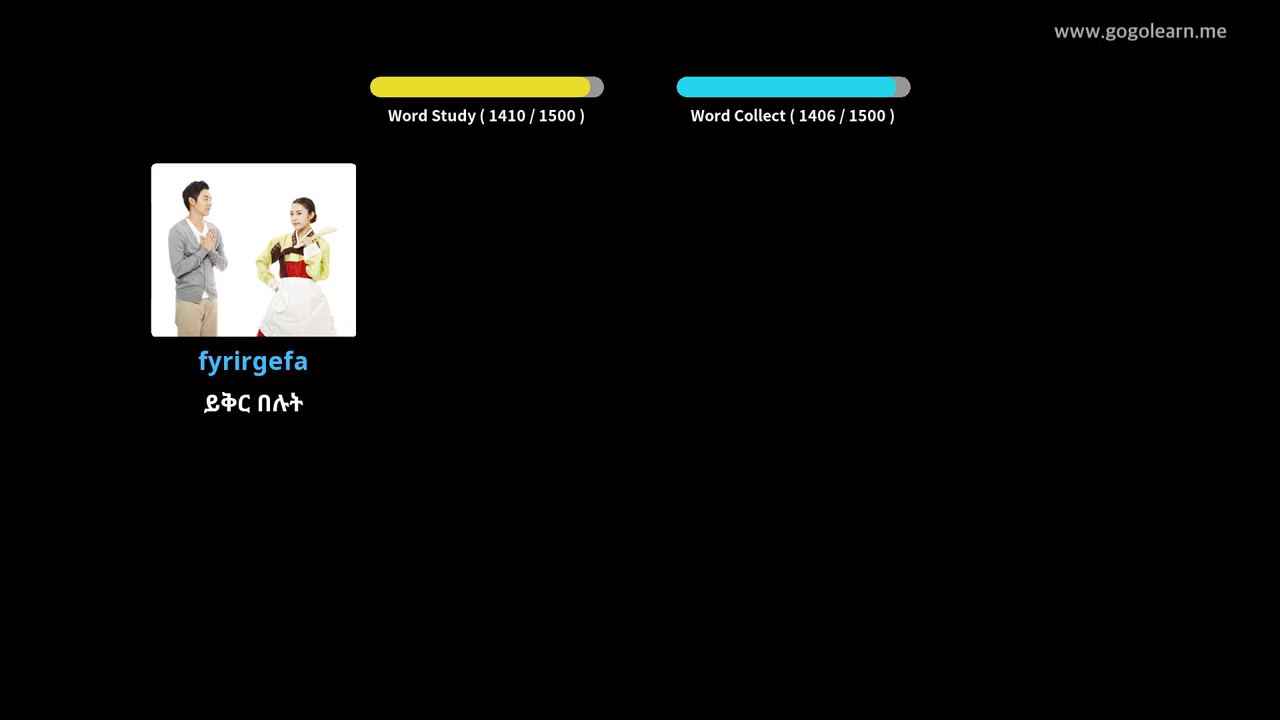 www.gogolearn.me
Word Study ( 1410 / 1500 )
Word Collect ( 1406 / 1500 )
fyrirgefa
ይቅር በሉት